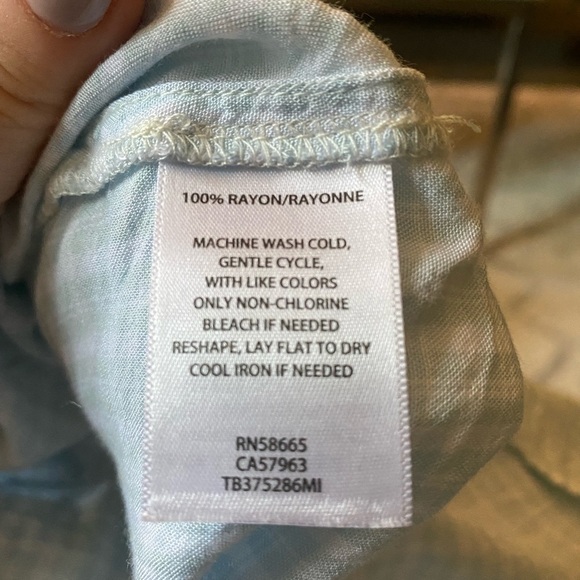 100% RAYON/RAYONNE
MACHINE WASH COLD,
GENTLE CYCLE,
WITH LIKE COLORS
ONLY NON-CHLORINE
BLEACH IF NEEDED
RESHAPE, LAY FLAT TO DRY
COOL IRON IF NEEDED
RN58665
CA57963
TB375286MI